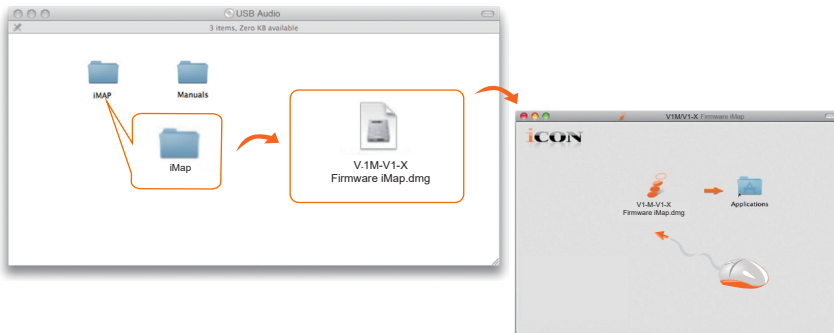 USB Audio
3 items, Zero KB available
iMAP
Manuals
iMap
V-1M-V1-X
Firmware iMap.dmg
V1M/V1-X Firmware iMap
iCON
V1-M-V1-X
Firmware iMap.dmg
Applications